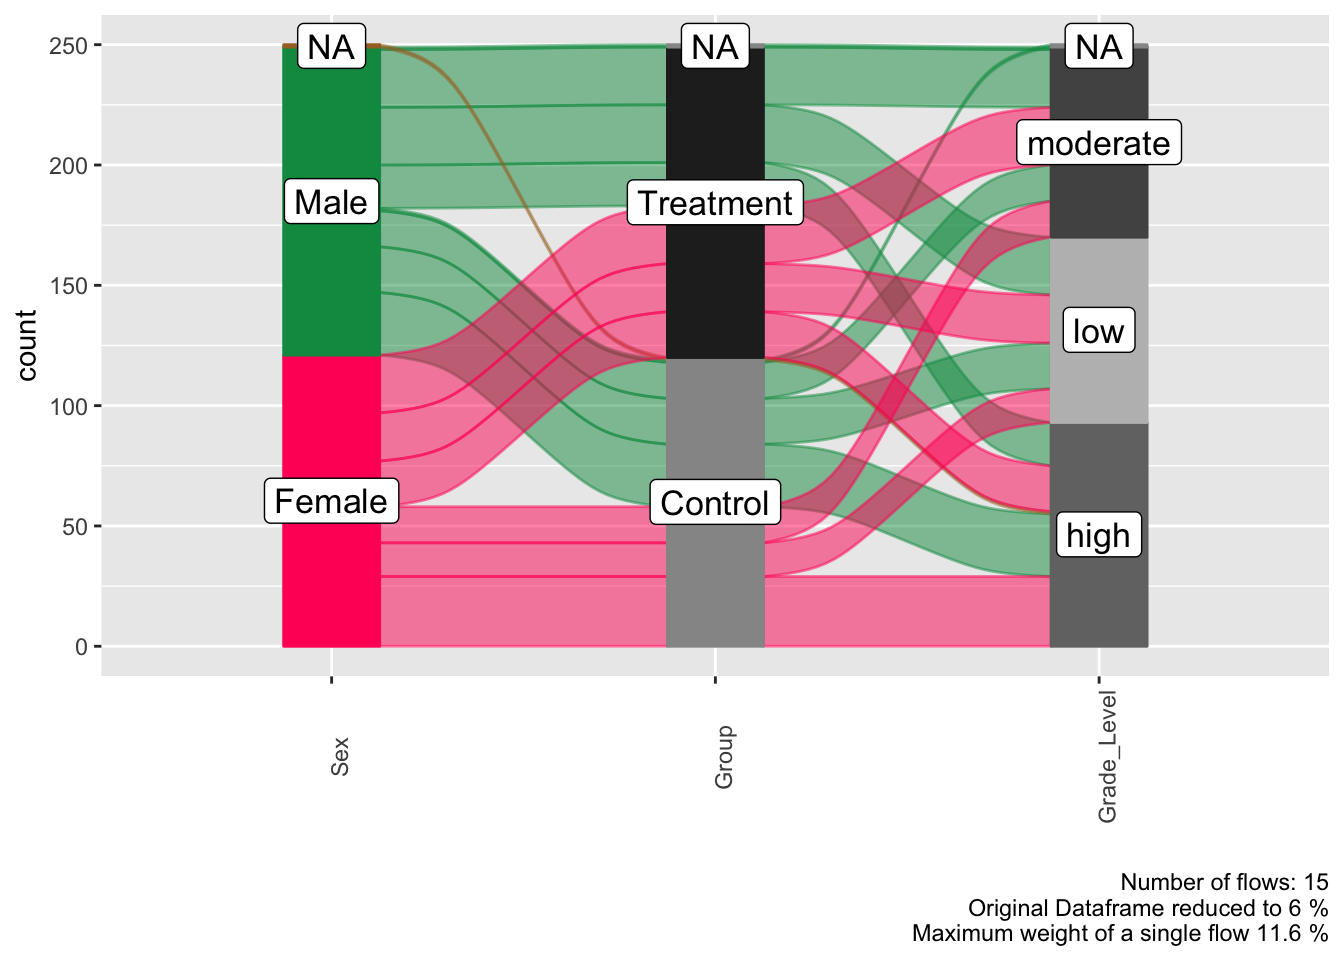 250
200
150
100
50
0
count
NA
NA
NA
moderate
Male
Treatment
low
Female
Control
high
Sex
Group
Grade_Level
Number of flows: 15
Original Dataframe reduced to 6 %
Maximum weight of a single flow 11.6 %